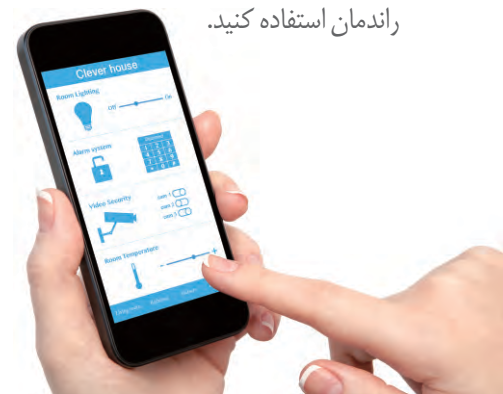 راندمان استفاده کنید.
Clever house
Room Lighting
Off
On
Alarm system
Video Security
cam 1
cam 2
cam 3
Room Temperature
- +